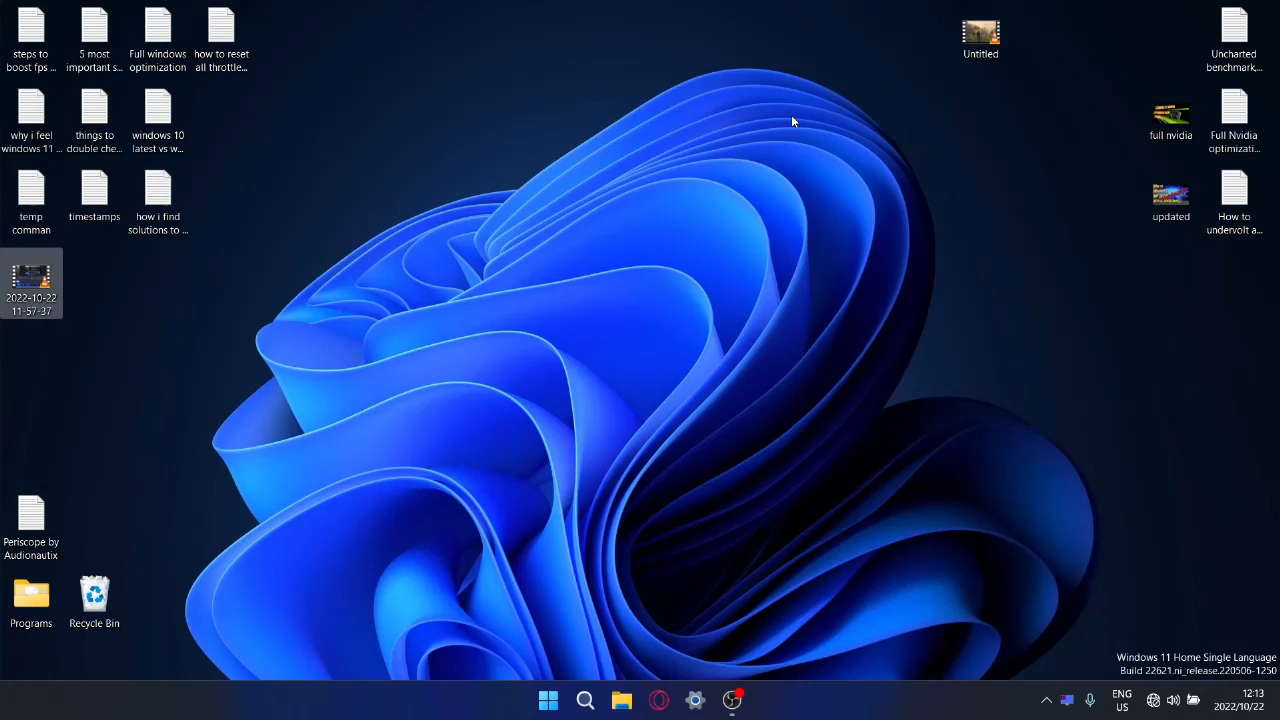 steps to
boost fps ...
5 most
important s...
Full windows
optimization
how to reset
all throttle...
Untitled
Uncharted
benchmark,...
why i feel
windows 11 ...
things to
double che...
windows 10
latest vs w...
full nvidia
Full Nvidia
optimizati...
temp
comman
timestamps
how i find
solutions to ...
updated
How to
undervolt a...
2022-10-22
11-57-37
Periscope by
Audionautix
Programs
Recycle Bin
Windows 11 Home Single Language
Build 22621.ni_release.220506-1250
ENG
US
12:13
2022/10/22